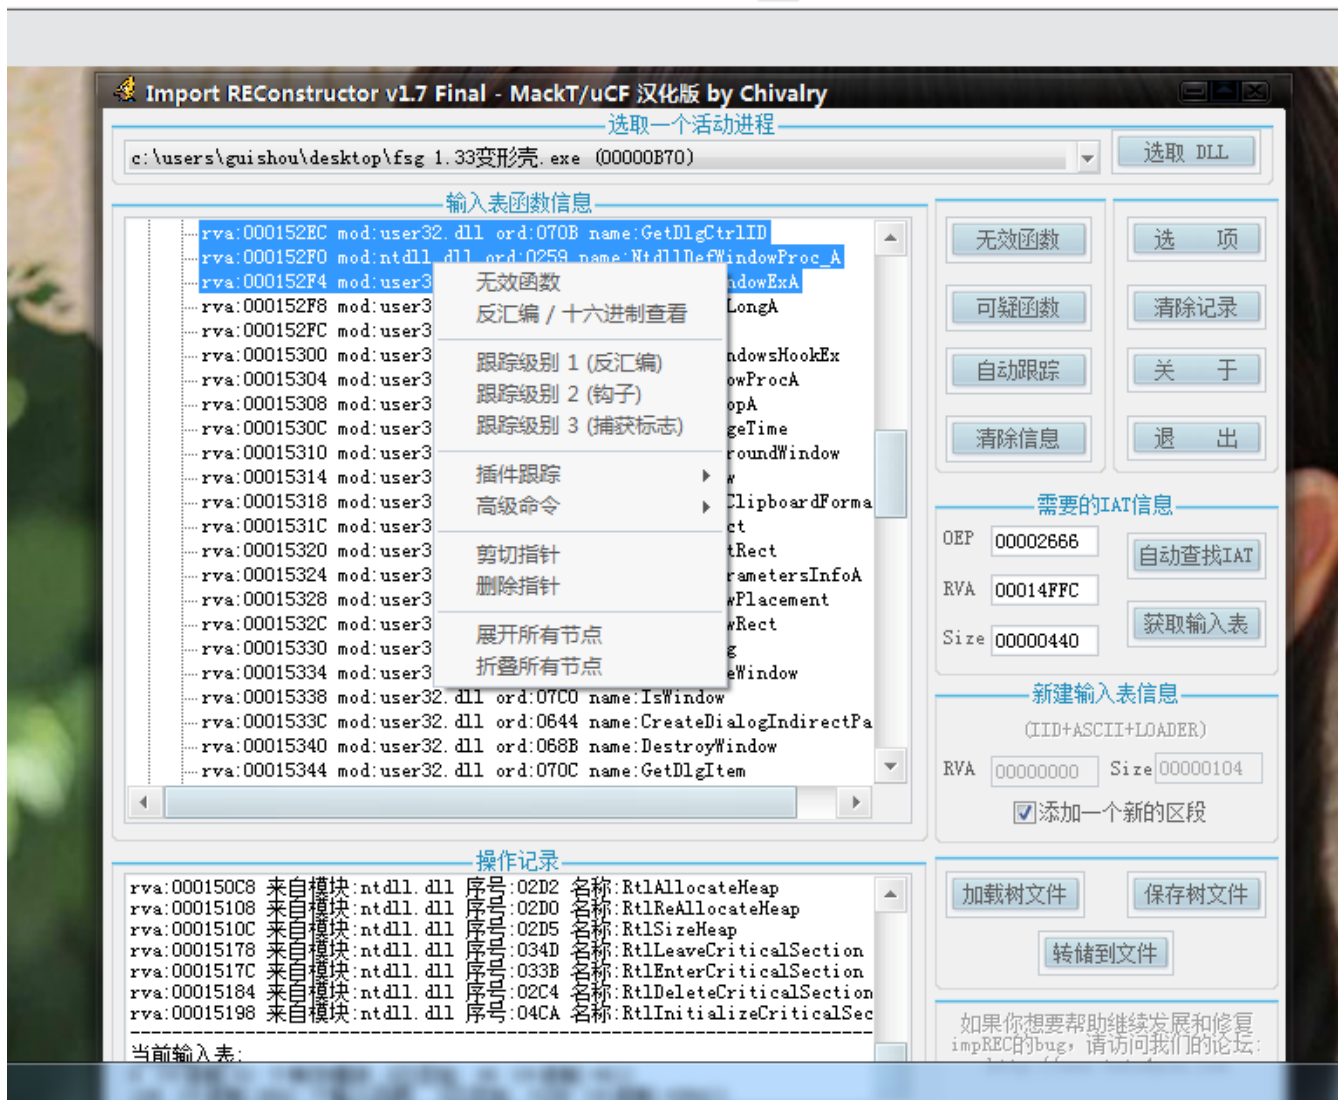 Import REConstructor v1.7 Final - MackT/uCF 汉化版 by Chivalry
选取一个活动进程
c:\users\guishou\desktop\fsg 1.33变形壳.exe (00000B70)
选取 DLL
输入表函数信息
rva:000152EC mod:user32.dll ord:070B name:GetDlgCtrlID
rva:000152F0 mod:ntdll.dll ord:0259 name:NtdllDefWindowProc_A
rva:000152F4 mod:user3 ndowExA
rva:000152F8 mod:user3 LongA
rva:000152FC mod:user3
rva:00015300 mod:user3 ndowsHookEx
rva:00015304 mod:user3 owProcA
rva:00015308 mod:user3 opA
rva:0001530C mod:user3 geTime
rva:00015310 mod:user3 roundWindow
rva:00015314 mod:user3 w
rva:00015318 mod:user3 ClipboardForma
rva:0001531C mod:user3 ct
rva:00015320 mod:user3 tRect
rva:00015324 mod:user3 rametersInfoA
rva:00015328 mod:user3 wPlacement
rva:0001532C mod:user3 wRect
rva:00015330 mod:user3 g
rva:00015334 mod:user3 eWindow
rva:00015338 mod:user32.dll ord:07C0 name:IsWindow
rva:0001533C mod:user32.dll ord:0644 name:CreateDialogIndirectPa
rva:00015340 mod:user32.dll ord:068B name:DestroyWindow
rva:00015344 mod:user32.dll ord:070C name:GetDlgItem
无效函数
反汇编 / 十六进制查看
跟踪级别 1 (反汇编)
跟踪级别 2 (钩子)
跟踪级别 3 (捕获标志)
插件跟踪
高级命令
剪切指针
删除指针
展开所有节点
折叠所有节点
无效函数
选 项
可疑函数
清除记录
自动跟踪
关 于
清除信息
退 出
需要的IAT信息
OEP 00002666
自动查找IAT
RVA 00014FFC
获取输入表
Size 00000440
新建输入表信息
(IID+ASCII+LOADER)
RVA 00000000 Size 00000104
添加一个新的区段
操作记录
rva:000150C8 来自模块:ntdll.dll 序号:02D2 名称:RtlAllocateHeap
rva:00015108 来自模块:ntdll.dll 序号:02D0 名称:RtlReAllocateHeap
rva:0001510C 来自模块:ntdll.dll 序号:02D5 名称:RtlSizeHeap
rva:00015178 来自模块:ntdll.dll 序号:034D 名称:RtlLeaveCriticalSection
rva:0001517C 来自模块:ntdll.dll 序号:033B 名称:RtlEnterCriticalSection
rva:00015184 来自模块:ntdll.dll 序号:02C4 名称:RtlDeleteCriticalSection
rva:00015198 来自模块:ntdll.dll 序号:04CA 名称:RtlInitializeCriticalSec
当前输入表:
加载树文件
保存树文件
转储到文件
如果你想要帮助继续发展和修复
impREC的bug, 请访问我们的论坛: